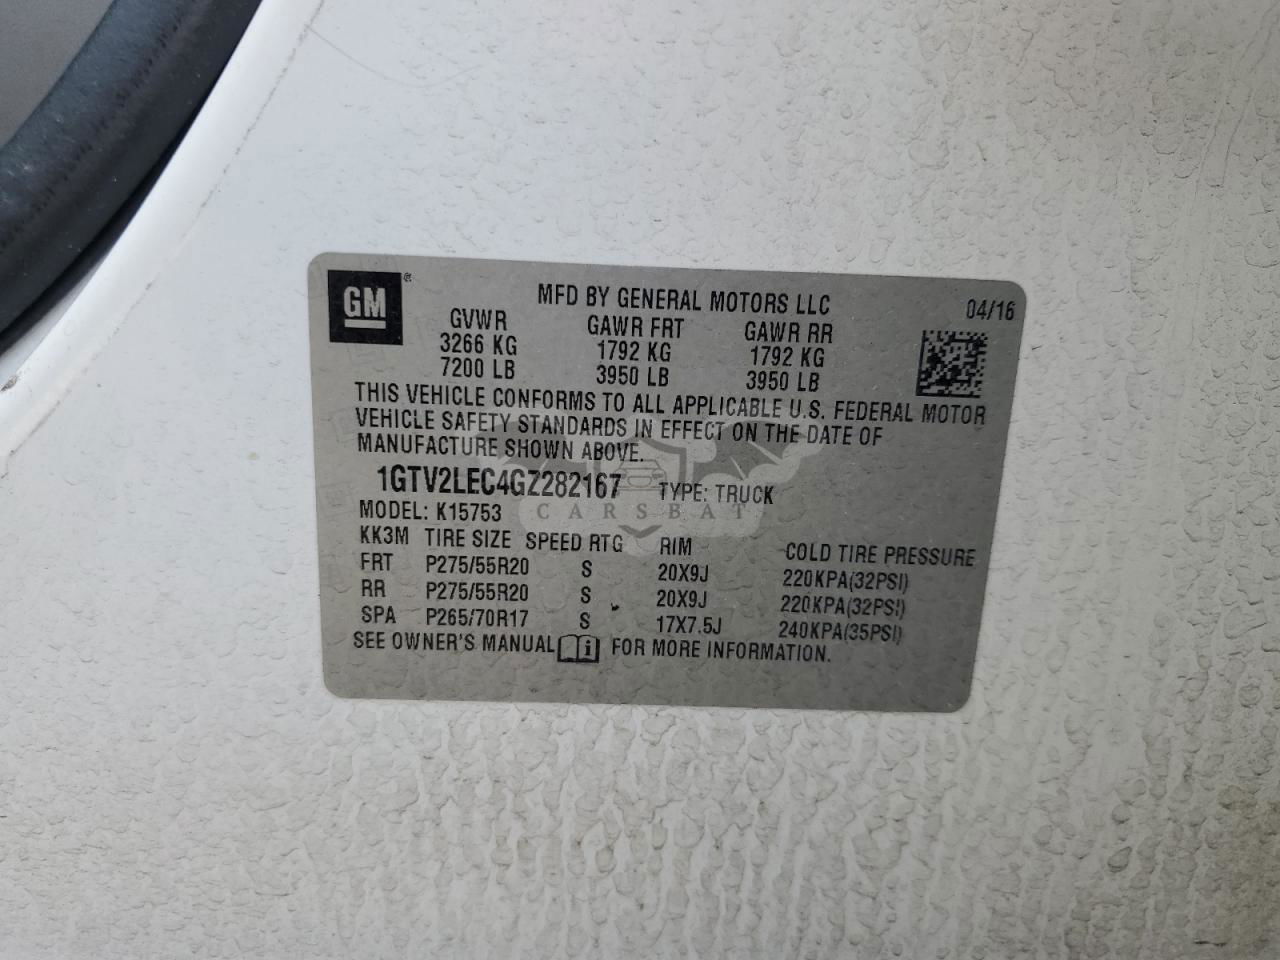 GM®
MFD BY GENERAL MOTORS LLC 04/16
GVWR GAWR FRT GAWR RR
3266 KG 1792 KG 1792 KG
7200 LB 3950 LB 3950 LB
THIS VEHICLE CONFORMS TO ALL APPLICABLE U.S. FEDERAL MOTOR
VEHICLE SAFETY STANDARDS IN EFFECT ON THE DATE OF
MANUFACTURE SHOWN ABOVE.
1GTV2LEC4GZ282167 TYPE: TRUCK
CARSBAT
MODEL: K15753
KK3M TIRE SIZE SPEED RTG RIM COLD TIRE PRESSURE
FRT P275/55R20 S 20X9J 220KPA(32PSI)
RR P275/55R20 S 20X9J 220KPA(32PSI)
SPA P265/70R17 S 17X7.5J 240KPA(35PSI)
SEE OWNER'S MANUAL i FOR MORE INFORMATION.